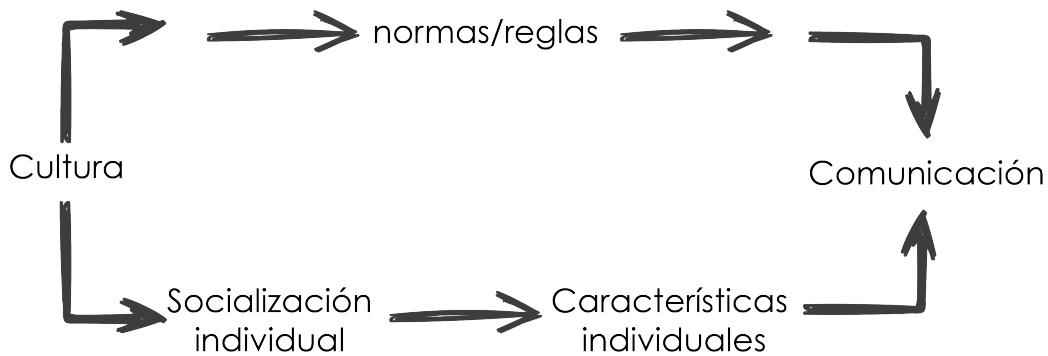 normas/reglas
Cultura
Comunicación
Socialización
individual
Características
individuales